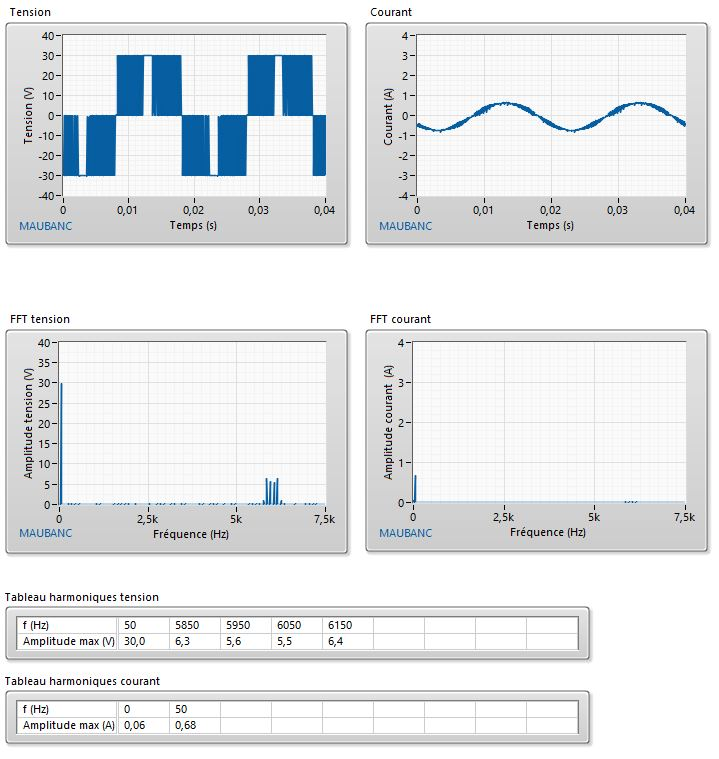 Tension
Courant
40
30
20
10
0
-10
-20
-30
-40
Tension (V)
0
0,01
0,02
0,03
0,04
Temps (s)
MAUBANC
4
3
2
1
0
-1
-2
-3
-4
Courant (A)
0
0,01
0,02
0,03
0,04
Temps (s)
MAUBANC
FFT tension
FFT courant
40
35
30
25
20
15
10
5
0
Amplitude tension (V)
0
2,5k
5k
7,5k
Fréquence (Hz)
MAUBANC
4
3
2
1
0
Amplitude courant (A)
0
2,5k
5k
7,5k
Fréquence (Hz)
MAUBANC
Tableau harmoniques tension
f (Hz) 50 5850 5950 6050 6150
Amplitude max (V) 30,0 6,3 5,6 5,5 6,4
Tableau harmoniques courant
f (Hz) 0 50
Amplitude max (A) 0,06 0,68